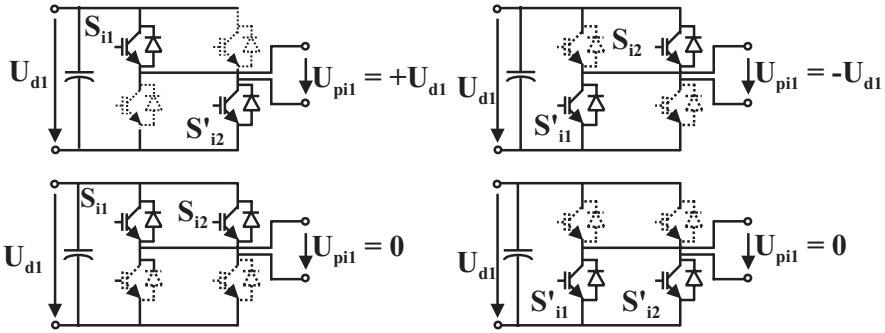 S_i1
U_d1
U_pi1 = +U_d1
S'_i2
S_i2
U_d1
U_pi1 = -U_d1
S'_i1
S_i1
S_i2
U_d1
U_pi1 = 0
U_d1
U_pi1 = 0
S'_i1
S'_i2